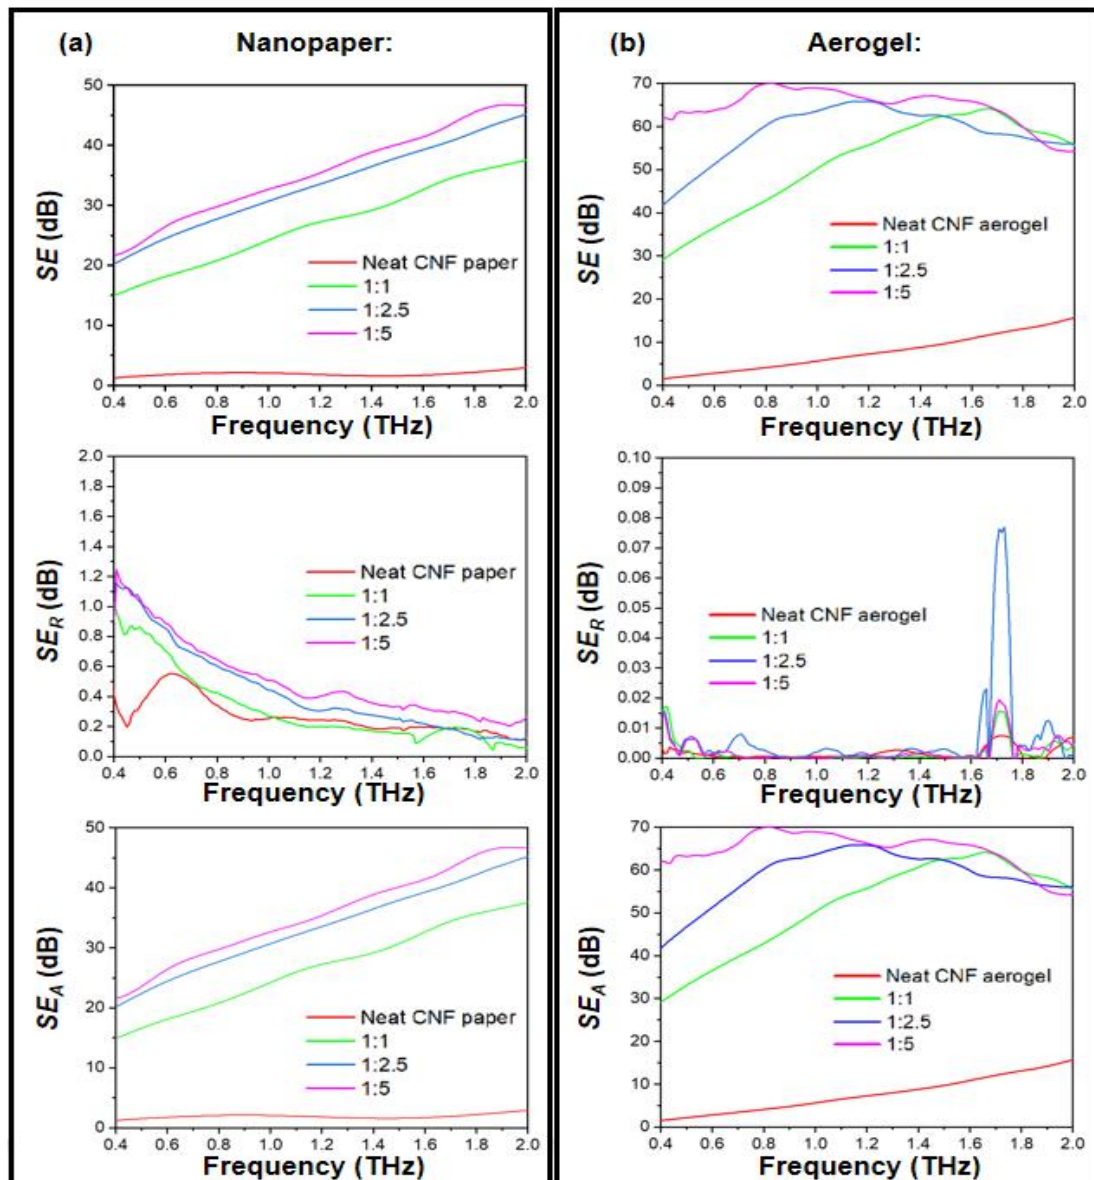 (a) Nanopaper:
50
40
30
20
10
0
SE (dB)
Neat CNF paper
1:1
1:2.5
1:5
0.4 0.6 0.8 1.0 1.2 1.4 1.6 1.8 2.0
Frequency (THz)
2.0
1.8
1.6
1.4
1.2
1.0
0.8
0.6
0.4
0.2
0.0
SE_R (dB)
Neat CNF paper
1:1
1:2.5
1:5
0.4 0.6 0.8 1.0 1.2 1.4 1.6 1.8 2.0
Frequency (THz)
50
40
30
20
10
0
SE_A (dB)
Neat CNF paper
1:1
1:2.5
1:5
0.4 0.6 0.8 1.0 1.2 1.4 1.6 1.8 2.0
Frequency (THz)
(b) Aerogel:
70
60
50
40
30
20
10
0
SE (dB)
Neat CNF aerogel
1:1
1:2.5
1:5
0.4 0.6 0.8 1.0 1.2 1.4 1.6 1.8 2.0
Frequency (THz)
0.10
0.09
0.08
0.07
0.06
0.05
0.04
0.03
0.02
0.01
0.00
SE_R (dB)
Neat CNF aerogel
1:1
1:2.5
1:5
0.4 0.6 0.8 1.0 1.2 1.4 1.6 1.8 2.0
Frequency (THz)
70
60
50
40
30
20
10
0
SE_A (dB)
Neat CNF aerogel
1:1
1:2.5
1:5
0.4 0.6 0.8 1.0 1.2 1.4 1.6 1.8 2.0
Frequency (THz)